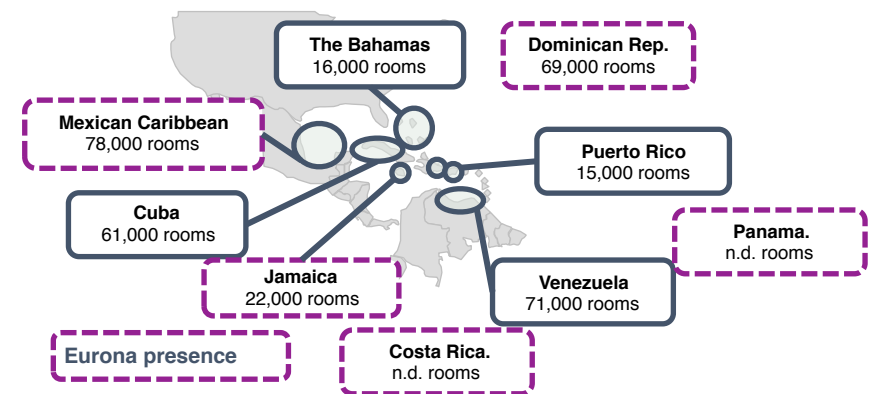 The Bahamas
16,000 rooms
Dominican Rep.
69,000 rooms
Mexican Caribbean
78,000 rooms
Puerto Rico
15,000 rooms
Cuba
61,000 rooms
Panama.
n.d. rooms
Jamaica
22,000 rooms
Venezuela
71,000 rooms
Eurona presence
Costa Rica.
n.d. rooms